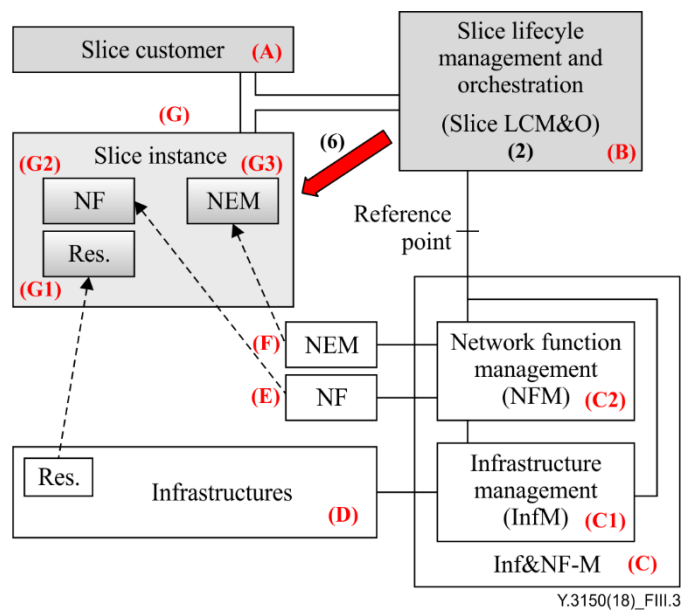 Slice customer (A)
Slice lifecyle
management and
orchestration
(Slice LCM&O)
(2) (B)
(G)
(6)
Slice instance
(G2) (G3)
NF NEM
Res.
(G1)
Reference
point
(F) NEM
(E) NF
Network function
management
(NFM) (C2)
Res.
Infrastructures
(D)
Infrastructure
management
(InfM) (C1)
Inf&NF-M (C)
Y.3150(18)_FIII.3